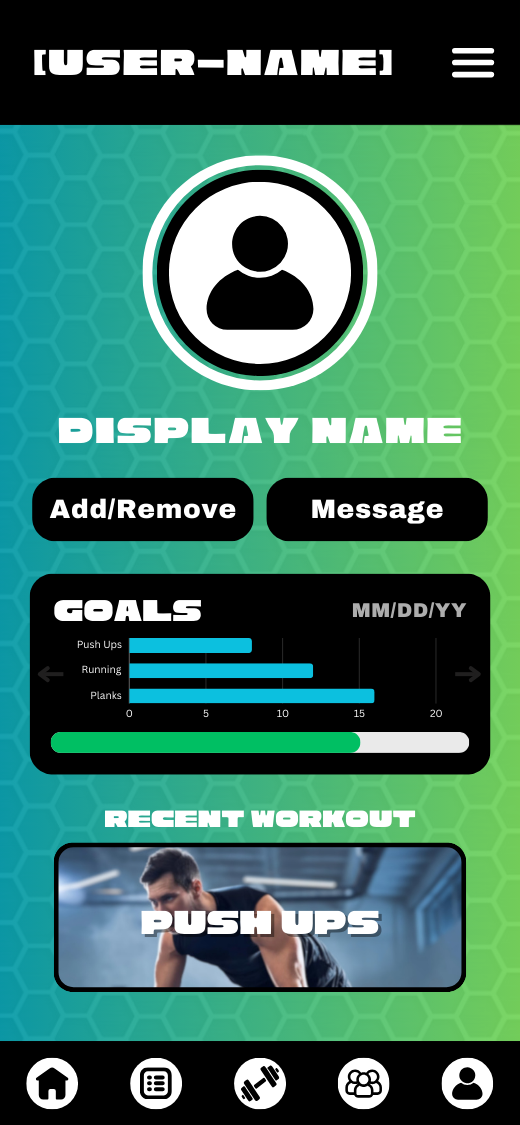 [USER-NAME]
DISPLAY NAME
Add/Remove
Message
GOALS
MM/DD/YY
Push Ups
Running
Planks
0 5 10 15 20
RECENT WORKOUT
PUSH UPS